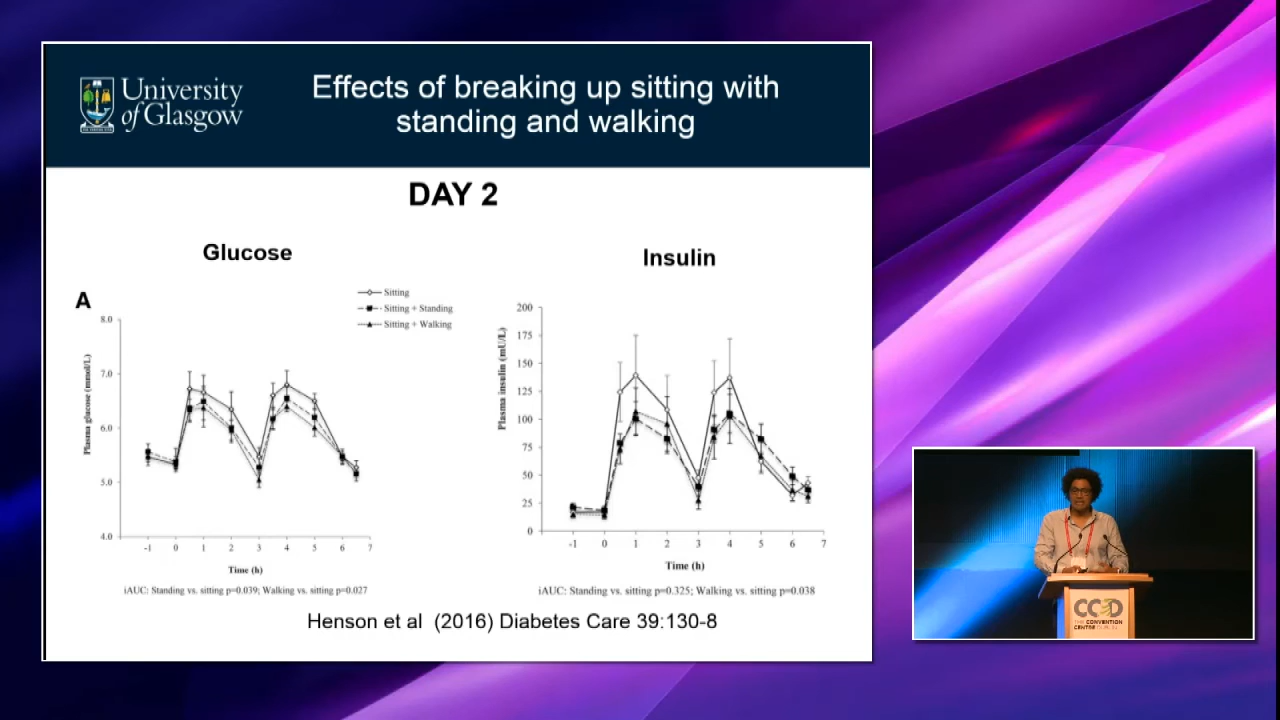 University
of Glasgow
Effects of breaking up sitting with
standing and walking
DAY 2
Glucose
A
Sitting
Sitting + Standing
Sitting + Walking
8.0
7.0
6.0
5.0
4.0
Plasma glucose (mmol/L)
-1 0 1 2 3 4 5 6 7
Time (h)
iAUC: Standing vs. sitting p=0.039; Walking vs. sitting p=0.027
Insulin
200
175
150
125
100
75
50
25
0
Plasma insulin (mU/L)
-1 0 1 2 3 4 5 6 7
Time (h)
iAUC: Standing vs. sitting p=0.325; Walking vs. sitting p=0.038
Henson et al (2016) Diabetes Care 39:130-8
THE CONVENTION
CENTRE DUBLIN